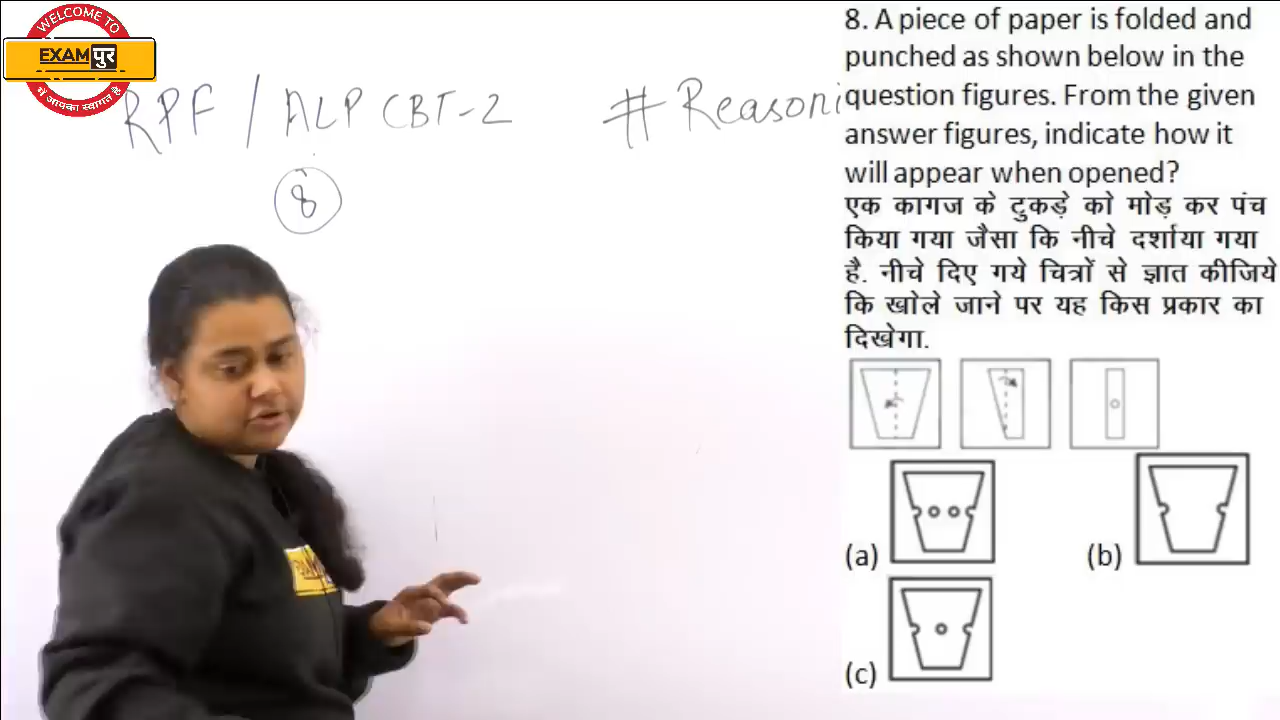 WELCOME TO
EXAMपुर
में आपका स्वागत है
RPF / ALP CBT-2 # Reasoni
8
8. A piece of paper is folded and
punched as shown below in the
question figures. From the given
answer figures, indicate how it
will appear when opened?
एक कागज के टुकड़े को मोड़ कर पंच
किया गया जैसा कि नीचे दर्शाया गया
है. नीचे दिए गये चित्रों से ज्ञात कीजिये
कि खोले जाने पर यह किस प्रकार का
दिखेगा.
(a) (b)
(c)